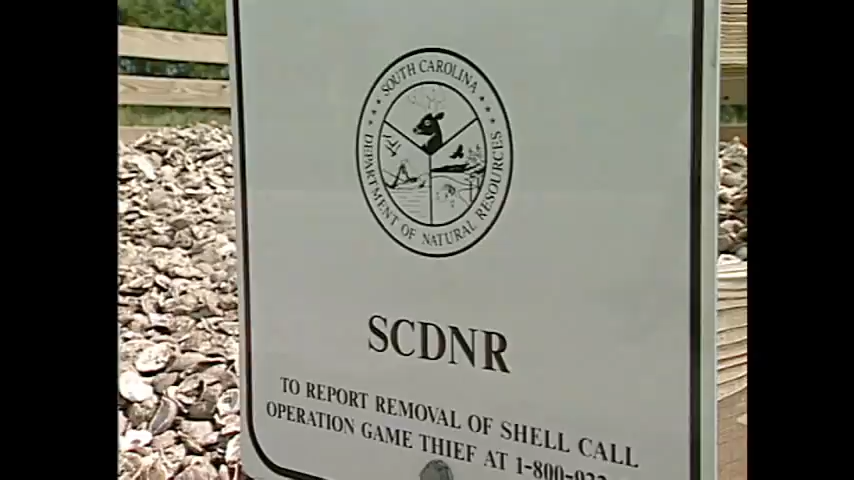 SOUTH CAROLINA
DEPARTMENT OF NATURAL RESOURCES
SCDNR
TO REPORT REMOVAL OF SHELL CALL
OPERATION GAME THIEF AT 1-800-